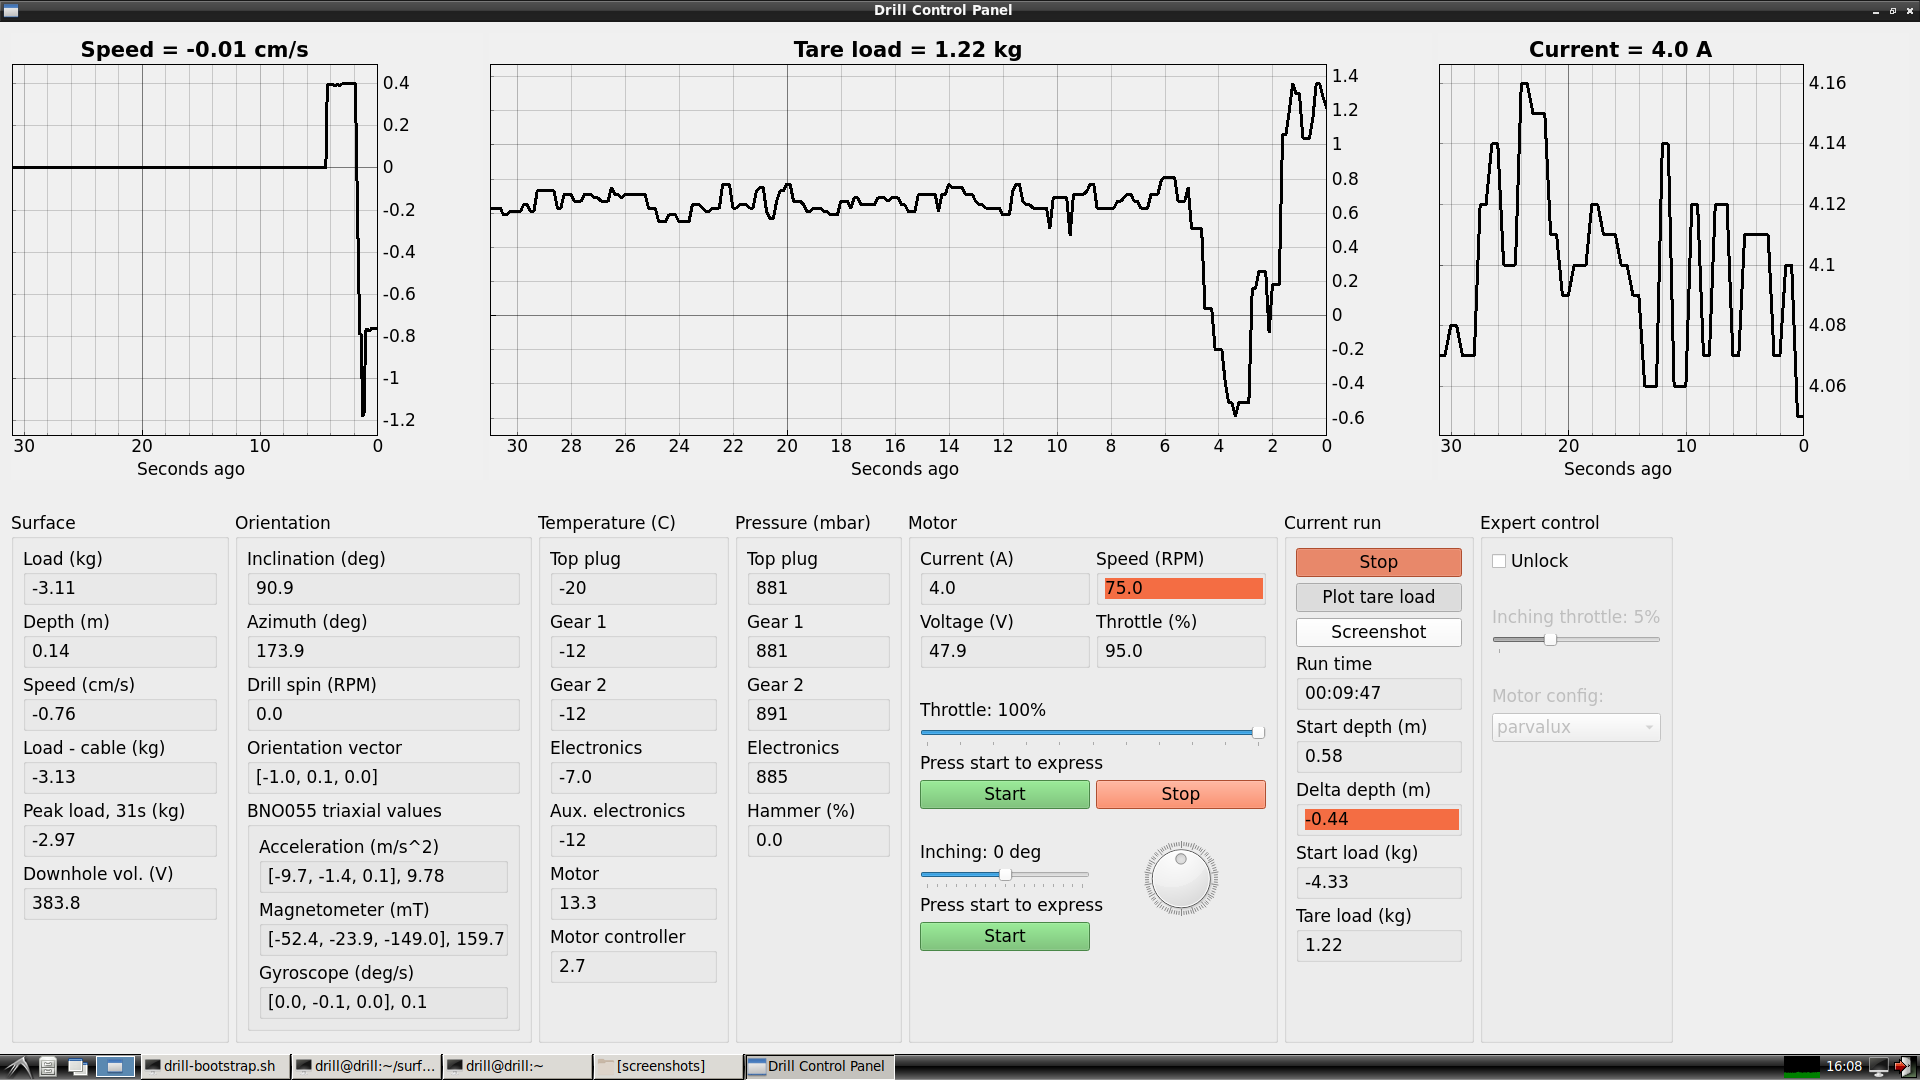 Drill Control Panel
Speed = -0.01 cm/s
0.4
0.2
0
-0.2
-0.4
-0.6
-0.8
-1
-1.2
30 20 10 0
Seconds ago
Tare load = 1.22 kg
1.4
1.2
1
0.8
0.6
0.4
0.2
0
-0.2
-0.4
-0.6
30 28 26 24 22 20 18 16 14 12 10 8 6 4 2 0
Seconds ago
Current = 4.0 A
4.16
4.14
4.12
4.1
4.08
4.06
30 20 10 0
Seconds ago
Surface
Load (kg)
-3.11
Depth (m)
0.14
Speed (cm/s)
-0.76
Load - cable (kg)
-3.13
Peak load, 31s (kg)
-2.97
Downhole vol. (V)
383.8
Orientation
Inclination (deg)
90.9
Azimuth (deg)
173.9
Drill spin (RPM)
0.0
Orientation vector
[-1.0, 0.1, 0.0]
BNO055 triaxial values
Acceleration (m/s^2)
[-9.7, -1.4, 0.1], 9.78
Magnetometer (mT)
[-52.4, -23.9, -149.0], 159.7
Gyroscope (deg/s)
[0.0, -0.1, 0.0], 0.1
Temperature (C)
Top plug
-20
Gear 1
-12
Gear 2
-12
Electronics
-7.0
Aux. electronics
-12
Motor
13.3
Motor controller
2.7
Pressure (mbar)
Top plug
881
Gear 1
881
Gear 2
891
Electronics
885
Hammer (%)
0.0
Motor
Current (A) Speed (RPM)
4.0 75.0
Voltage (V) Throttle (%)
47.9 95.0
Throttle: 100%
Press start to express
Start Stop
Inching: 0 deg
Press start to express
Start
Current run
Stop
Plot tare load
Screenshot
Run time
00:09:47
Start depth (m)
0.58
Delta depth (m)
-0.44
Start load (kg)
-4.33
Tare load (kg)
1.22
Expert control
Unlock
Inching throttle: 5%
Motor config:
parvalux
drill-bootstrap.sh drill@drill:~/surf... drill@drill:~ [screenshots] Drill Control Panel 16:08